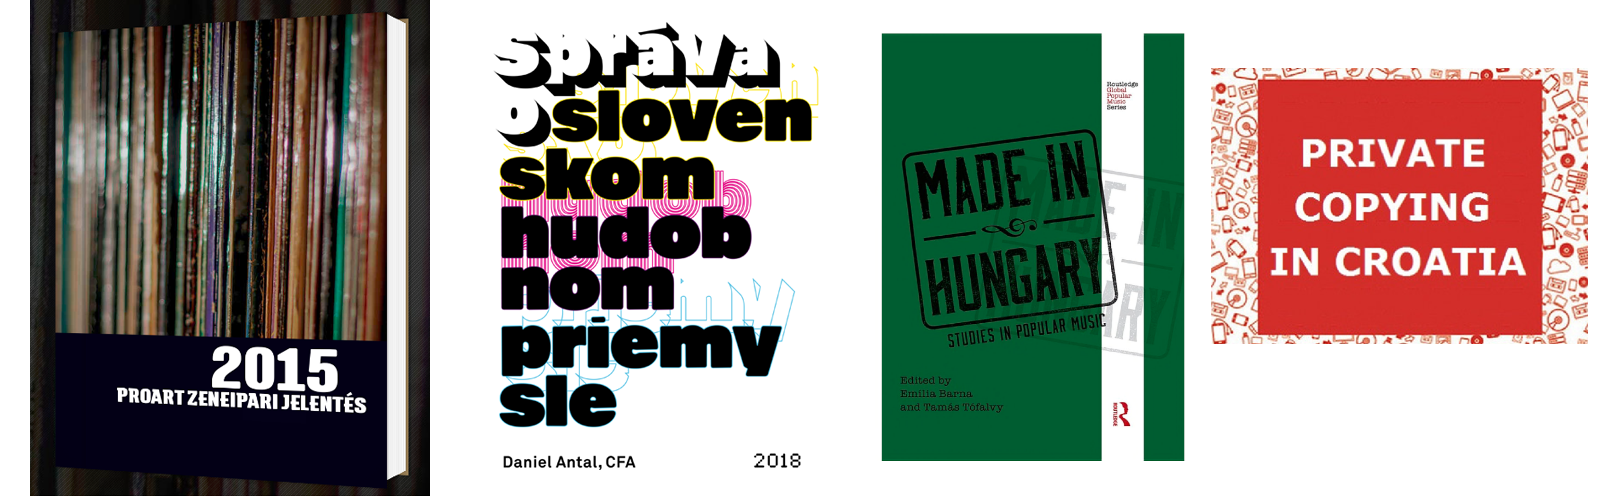 2015
PROART ZENEIPARI JELENTÉS
správa
o sloven
skom
hudob
nom
priemy
sle
Daniel Antal, CFA
2018
Routledge
Global
Popular
Music
Series
MADE IN
HUNGARY
STUDIES IN POPULAR MUSIC
Edited by
Emília Barna
and Tamás Tófalvy
ROUTLEDGE
PRIVATE
COPYING
IN CROATIA